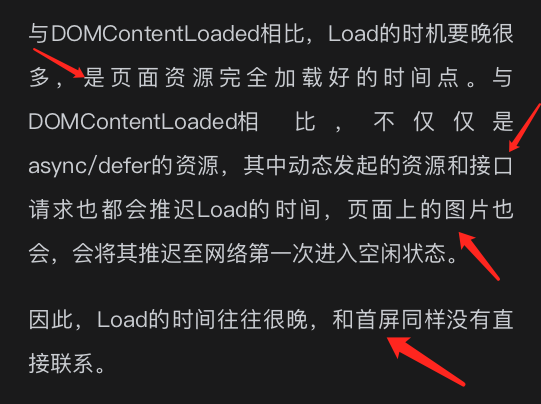 与DOMContentLoaded相比，Load的时机要晚很
多，是页面资源完全加载好的时间点。与
DOMContentLoaded相比，不仅仅是
async/defer的资源，其中动态发起的资源和接口
请求也都会推迟Load的时间，页面上的图片也
会，会将其推迟至网络第一次进入空闲状态。
因此，Load的时间往往很晚，和首屏同样没有直
接联系。